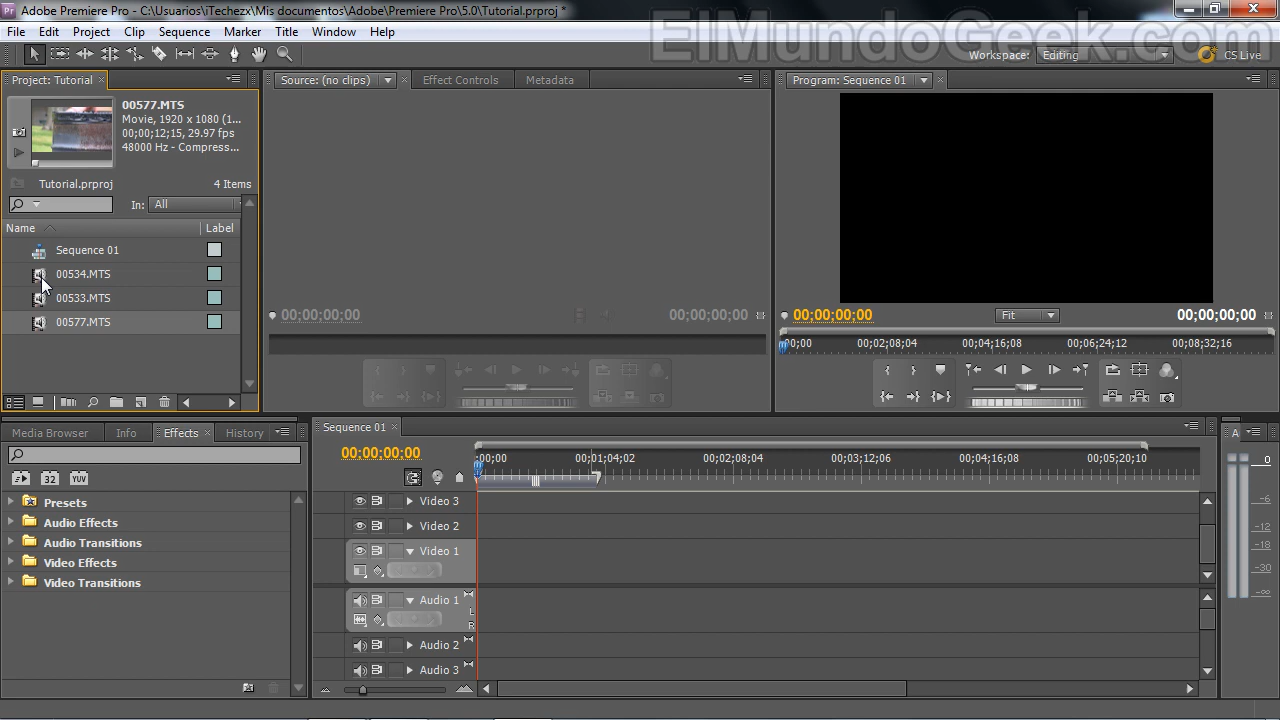 Adobe Premiere Pro - C:\Usuarios\iTechezx\Mis documentos\Adobe\Premiere Pro\5.0\Tutorial.prproj *
ElMundoGeek.com
File Edit Project Clip Sequence Marker Title Window Help
Workspace: Editing CS Live
Project: Tutorial
Source: (no clips) Effect Controls Metadata
Program: Sequence 01
00577.MTS
Movie, 1920 x 1080 (1...
00;00;12;15, 29.97 fps
48000 Hz - Compress...
Tutorial.prproj 4 Items
In: All
Name Label
Sequence 01
00534.MTS
00533.MTS
00577.MTS
00;00;00;00 00;00;00;00
00;00;00;00 Fit 00;00;00;00
00;00 00;02;08;04 00;04;16;08 00;06;24;12 00;08;32;16
Media Browser Info Effects History
32 YUV
Presets
Audio Effects
Audio Transitions
Video Effects
Video Transitions
Sequence 01
00;00;00;00
;00;00 00;01;04;02 00;02;08;04 00;03;12;06 00;04;16;08 00;05;20;10
Video 3
Video 2
Video 1
Audio 1
L
R
Audio 2
Audio 3
A
0
-6
-12
-18
-30
-∞